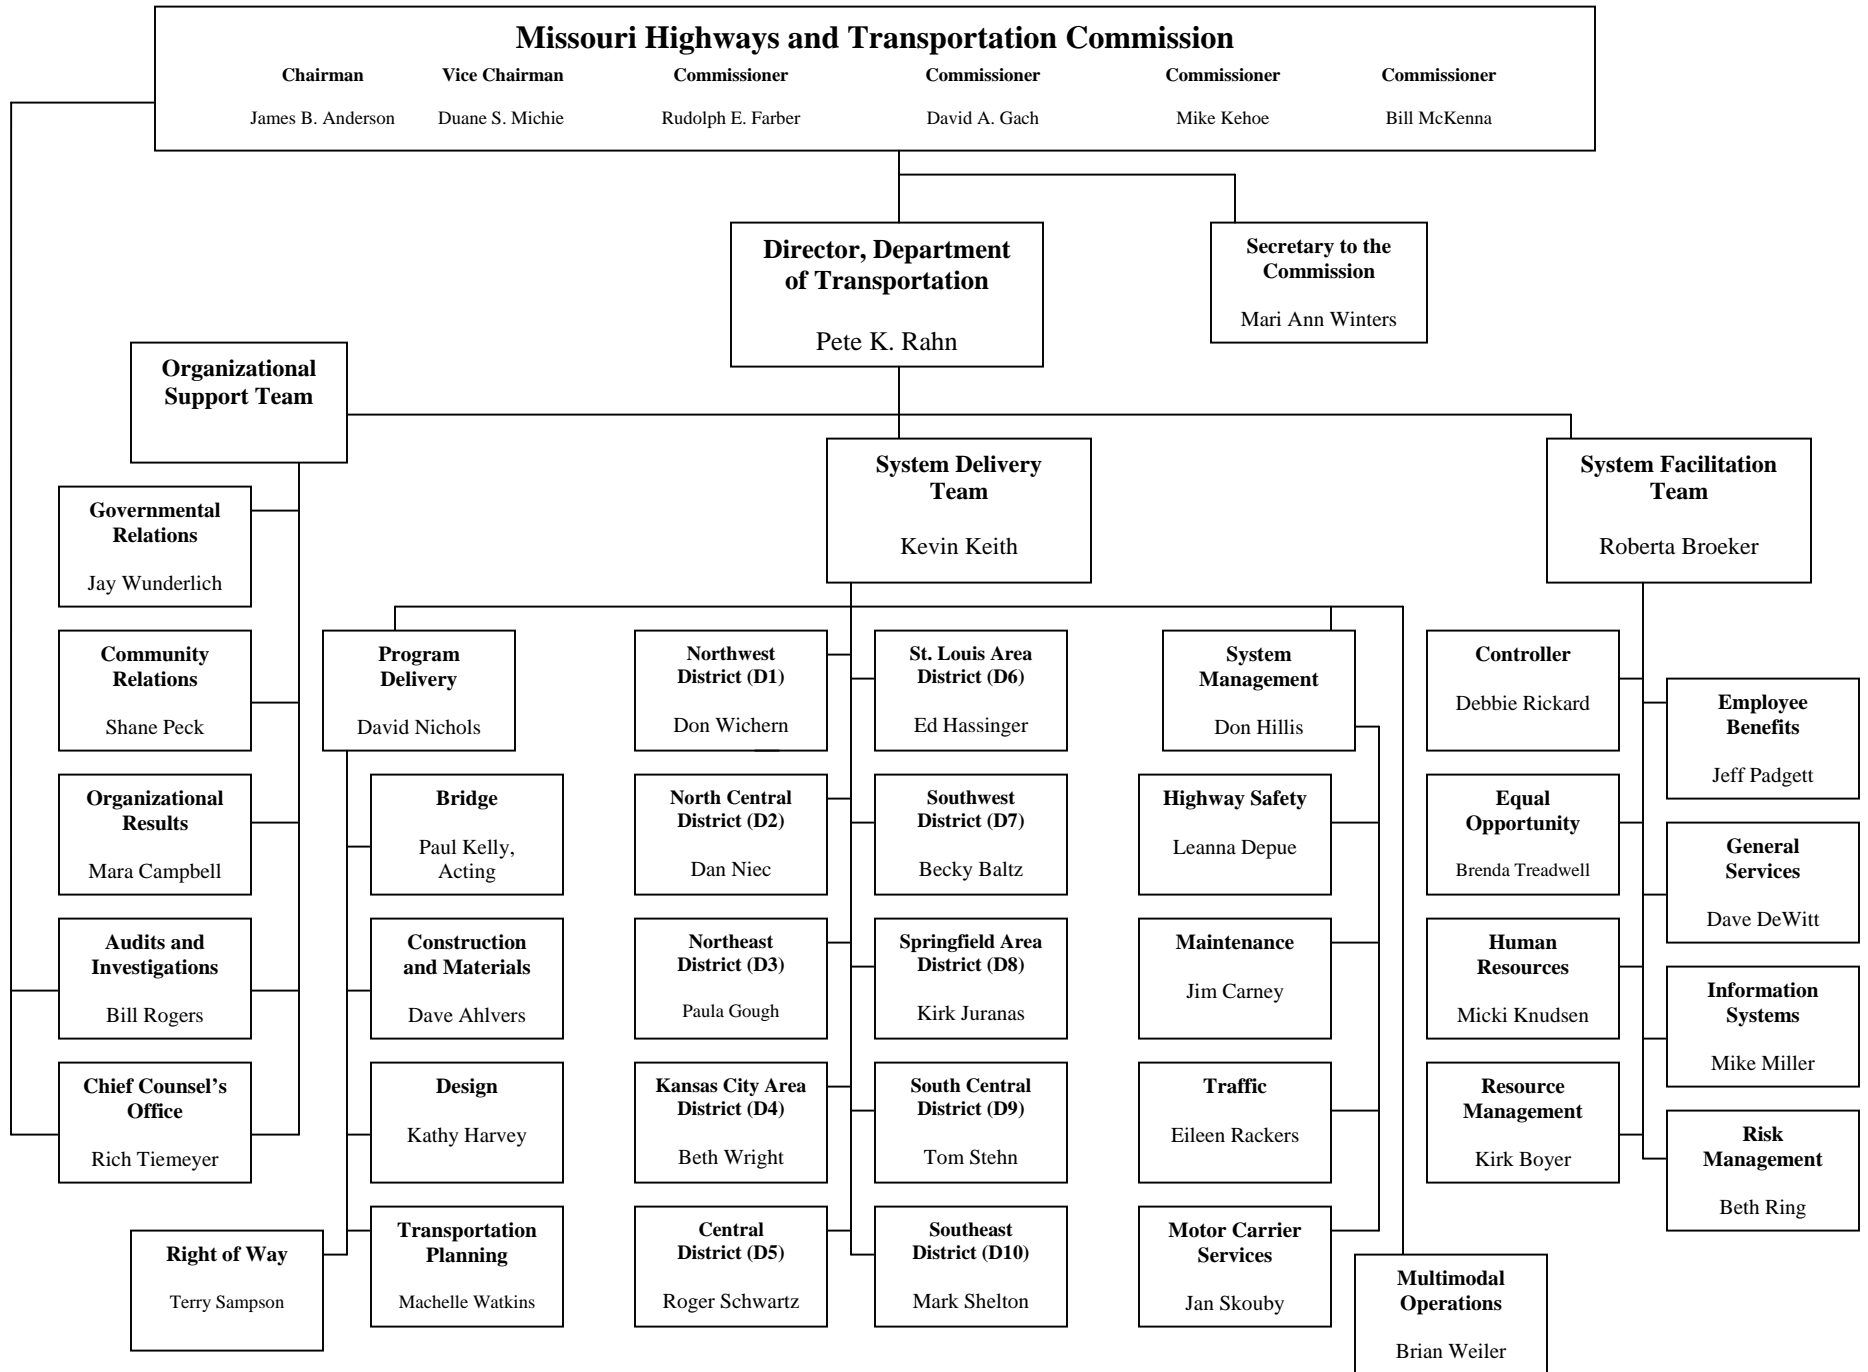 Missouri Highways and Transportation Commission
Chairman Vice Chairman Commissioner Commissioner Commissioner Commissioner
James B. Anderson Duane S. Michie Rudolph E. Farber David A. Gach Mike Kehoe Bill McKenna
Director, Department
of Transportation
Pete K. Rahn
Secretary to the
Commission
Mari Ann Winters
Organizational
Support Team
System Delivery
Team
Kevin Keith
System Facilitation
Team
Roberta Broeker
Governmental
Relations
Jay Wunderlich
Community
Relations
Shane Peck
Organizational
Results
Mara Campbell
Audits and
Investigations
Bill Rogers
Chief Counsel's
Office
Rich Tiemeyer
Program
Delivery
David Nichols
Bridge
Paul Kelly,
Acting
Construction
and Materials
Dave Ahlvers
Design
Kathy Harvey
Transportation
Planning
Machelle Watkins
Right of Way
Terry Sampson
Northwest
District (D1)
Don Wichern
North Central
District (D2)
Dan Niec
Northeast
District (D3)
Paula Gough
Kansas City Area
District (D4)
Beth Wright
Central
District (D5)
Roger Schwartz
St. Louis Area
District (D6)
Ed Hassinger
Southwest
District (D7)
Becky Baltz
Springfield Area
District (D8)
Kirk Juranas
South Central
District (D9)
Tom Stehn
Southeast
District (D10)
Mark Shelton
System
Management
Don Hillis
Highway Safety
Leanna Depue
Maintenance
Jim Carney
Traffic
Eileen Rackers
Motor Carrier
Services
Jan Skouby
Multimodal
Operations
Brian Weiler
Controller
Debbie Rickard
Equal
Opportunity
Brenda Treadwell
Human
Resources
Micki Knudsen
Resource
Management
Kirk Boyer
Employee
Benefits
Jeff Padgett
General
Services
Dave DeWitt
Information
Systems
Mike Miller
Risk
Management
Beth Ring